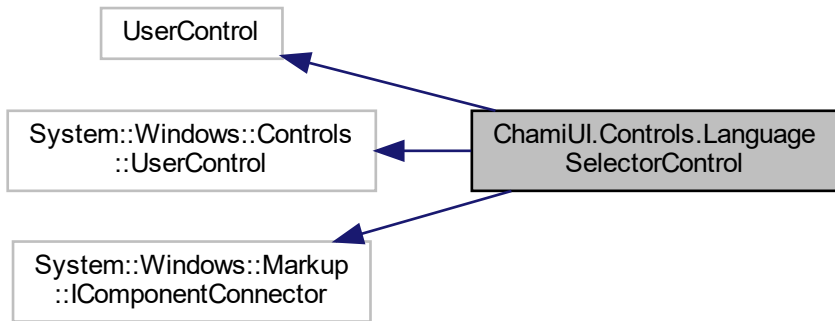 UserControl
System::Windows::Controls
::UserControl
ChamiUI.Controls.Language
SelectorControl
System::Windows::Markup
::IComponentConnector